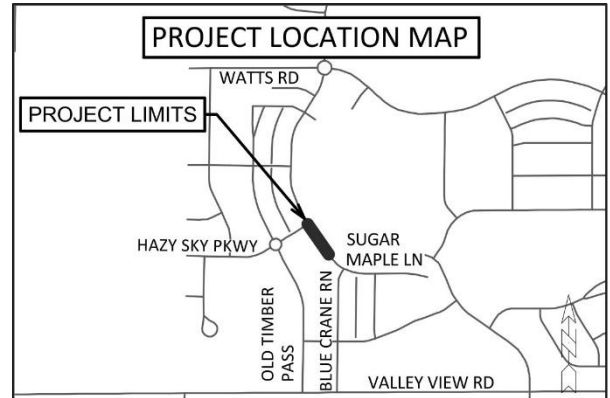 PROJECT LOCATION MAP
WATTS RD
PROJECT LIMITS
HAZY SKY PKWY
SUGAR
MAPLE LN
OLD TIMBER
PASS
BLUE CRANE RN
VALLEY VIEW RD